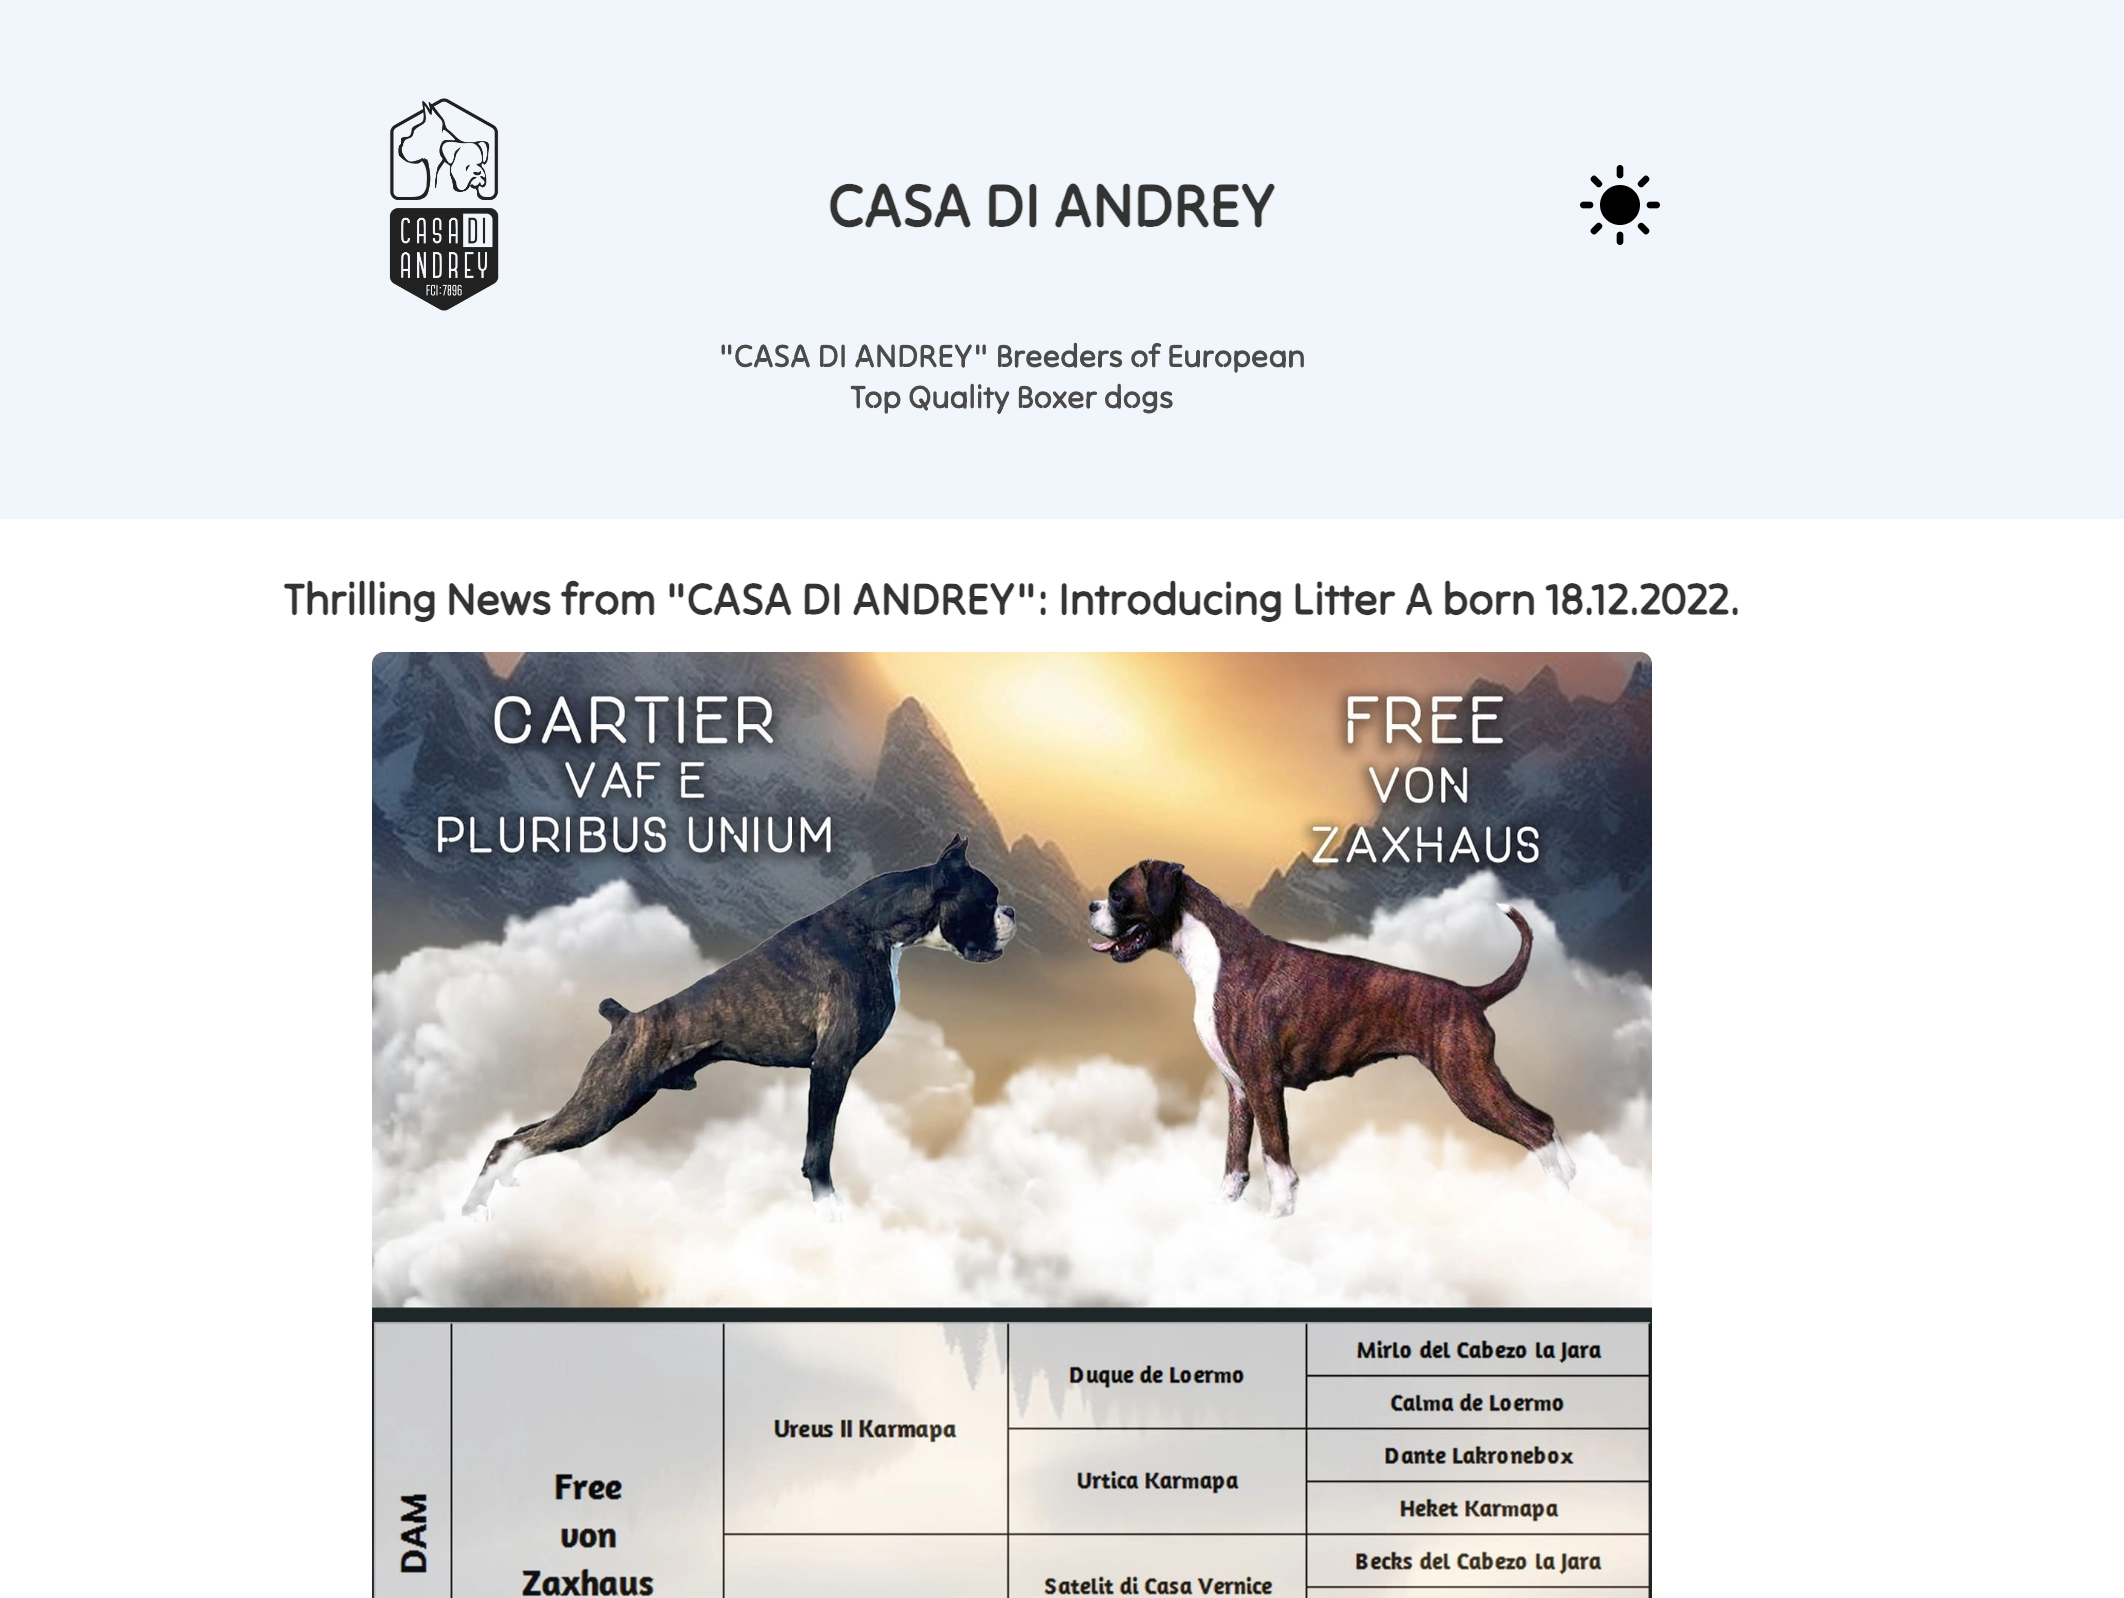 CASA DI
ANDREY
FCI:7896
CASA DI ANDREY
"CASA DI ANDREY" Breeders of European
Top Quality Boxer dogs
Thrilling News from "CASA DI ANDREY": Introducing Litter A born 18.12.2022.
CARTIER
VAF E
PLURIBUS UNIUM
FREE
VON
ZAXHAUS
DAM
Free
von
Zaxhaus
Ureus II Karmapa
Duque de Loermo
Urtica Karmapa
Satelit di Casa Vernice
Mirlo del Cabezo la Jara
Calma de Loermo
Dante Lakronebox
Heket Karmapa
Becks del Cabezo la Jara